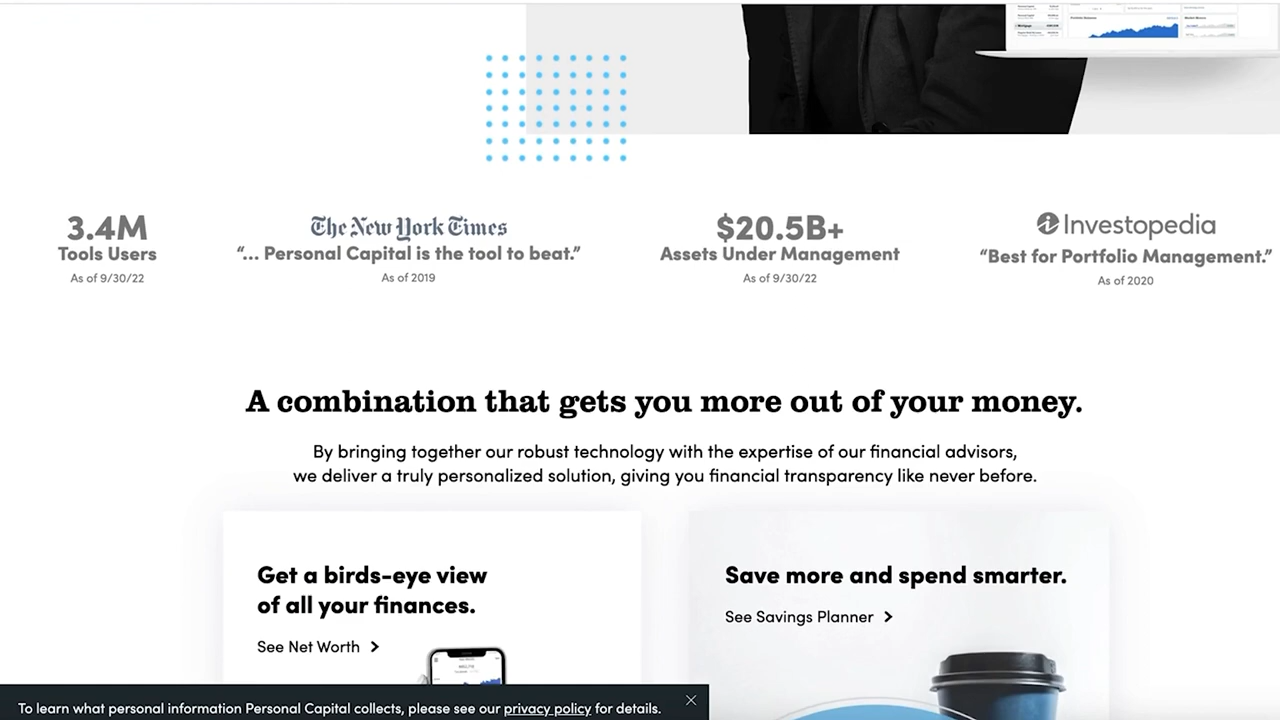 3.4M
Tools Users
As of 9/30/22
The New York Times
“... Personal Capital is the tool to beat.”
As of 2019
$20.5B+
Assets Under Management
As of 9/30/22
Investopedia
“Best for Portfolio Management.”
As of 2020
A combination that gets you more out of your money.
By bringing together our robust technology with the expertise of our financial advisors,
we deliver a truly personalized solution, giving you financial transparency like never before.
Get a birds-eye view
of all your finances.
See Net Worth
Save more and spend smarter.
See Savings Planner
To learn what personal information Personal Capital collects, please see our privacy policy for details.